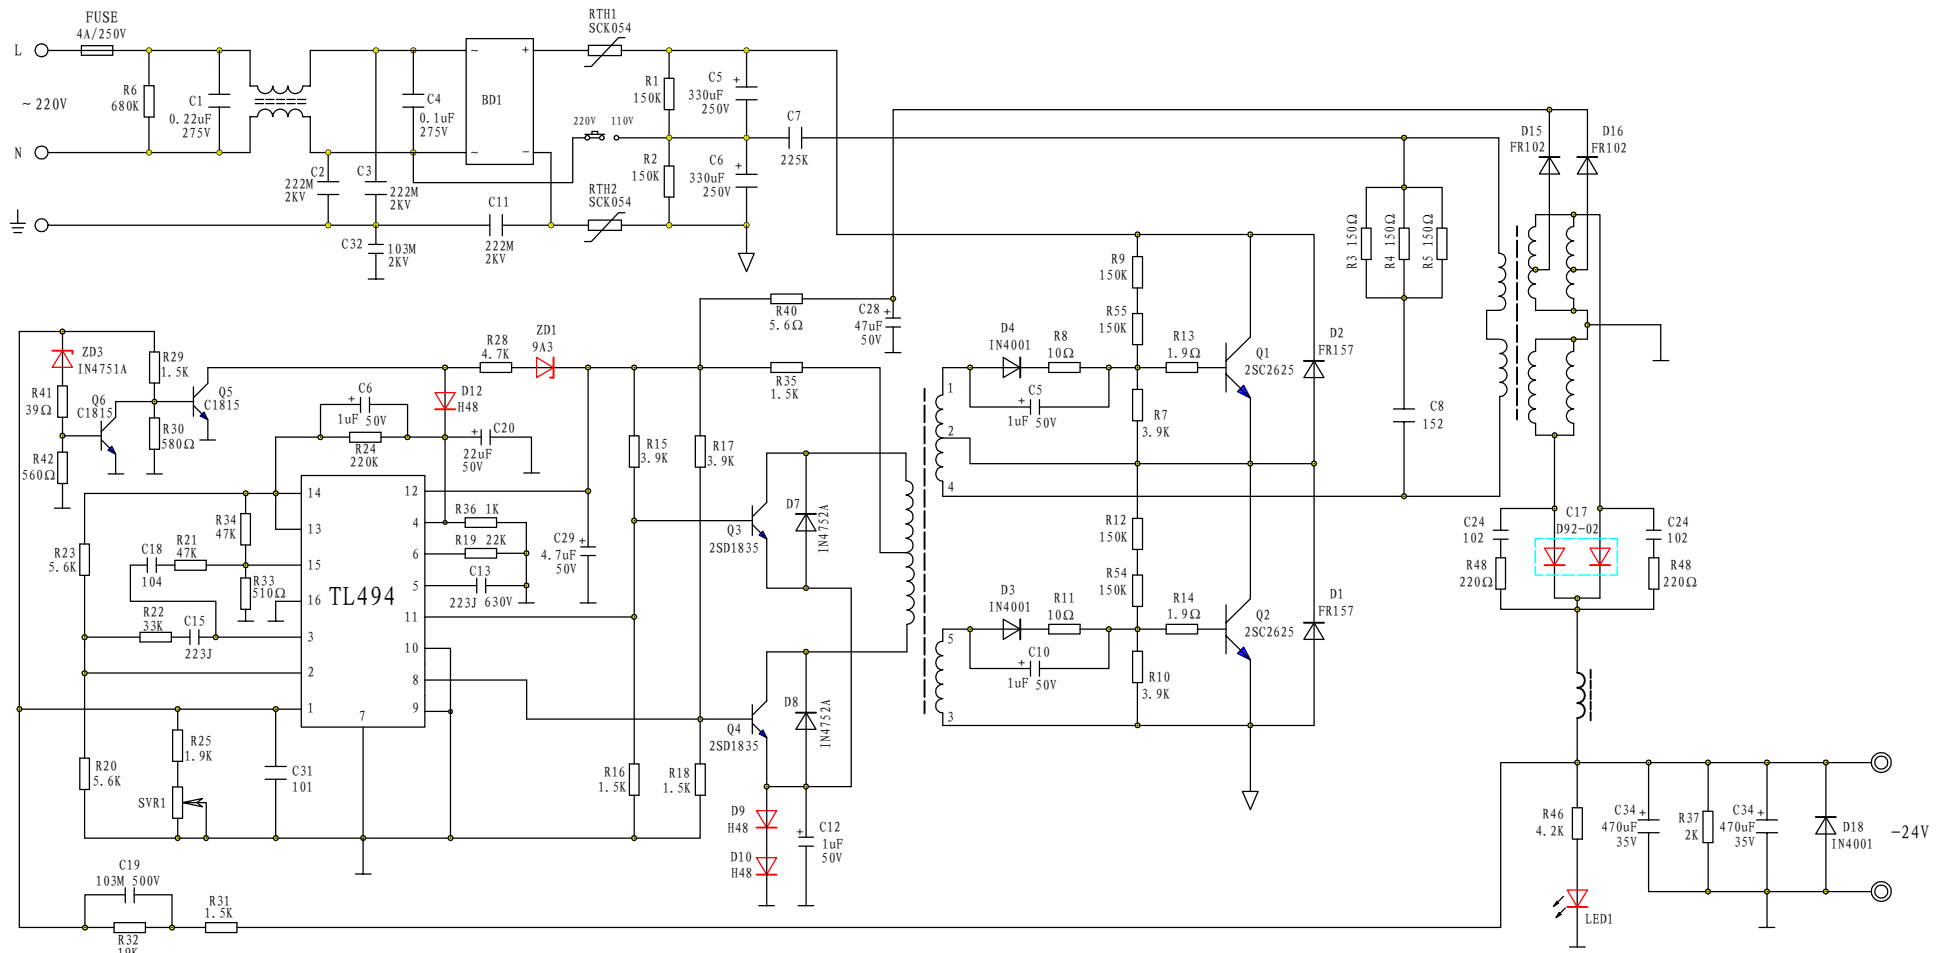 FUSE
4A/250V
L
~220V
N
R6
680K
C1
0.22uF
275V
C4
0.1uF
275V
C2
222M
2KV
C3
222M
2KV
C32
103M
2KV
C11
222M
2KV
~
~
+
−
BD1
RTH1
SCK054
RTH2
SCK054
R1
150K
R2
150K
220V 110V
C5 +
330uF
250V
C6 +
330uF
250V
C7
225K
D15
FR102
D16
FR102
R3 150Ω
R4 150Ω
R5 150Ω
C8
152
R9
150K
R55
150K
R7
3.9K
R12
150K
R54
150K
R10
3.9K
D4
IN4001
R8
10Ω
+ C5
1uF 50V
R13
1.9Ω
Q1
2SC2625
D2
FR157
D3
IN4001
R11
10Ω
+ C10
1uF 50V
R14
1.9Ω
Q2
2SC2625
D1
FR157
1
2
4
5
3
R40
5.6Ω
C28 +
47uF
50V
R35
1.5K
ZD3
IN4751A
R41
39Ω
R42
560Ω
Q6
C1815
R29
1.5K
R30
580Ω
Q5
C1815
R28
4.7K
ZD1
9A3
D12
H48
C6
+
1uF 50V
R24
220K
+ C20
22uF
50V
TL494
14
13
15
16
3
2
1
7
12
4
6
5
11
10
8
9
R36 1K
R19 22K
C13
223J 630V
C29 +
4.7uF
50V
R34
47K
R33
510Ω
C18
104
R21
47K
R22
33K
C15
223J
R23
5.6K
R20
5.6K
R25
1.9K
SVR1
C31
101
R15
3.9K
R17
3.9K
R16
1.5K
R18
1.5K
Q3
2SD1835
D7
IN4752A
Q4
2SD1835
D8
IN4752A
D9
H48
D10
H48
+ C12
1uF
50V
C19
103M 500V
R32
19K
R31
1.5K
C24
102
R48
220Ω
C17
D92-02
C24
102
R48
220Ω
R46
4.2K
LED1
C34 +
470uF
35V
R37
2K
C34 +
470uF
35V
D18
IN4001
−24V